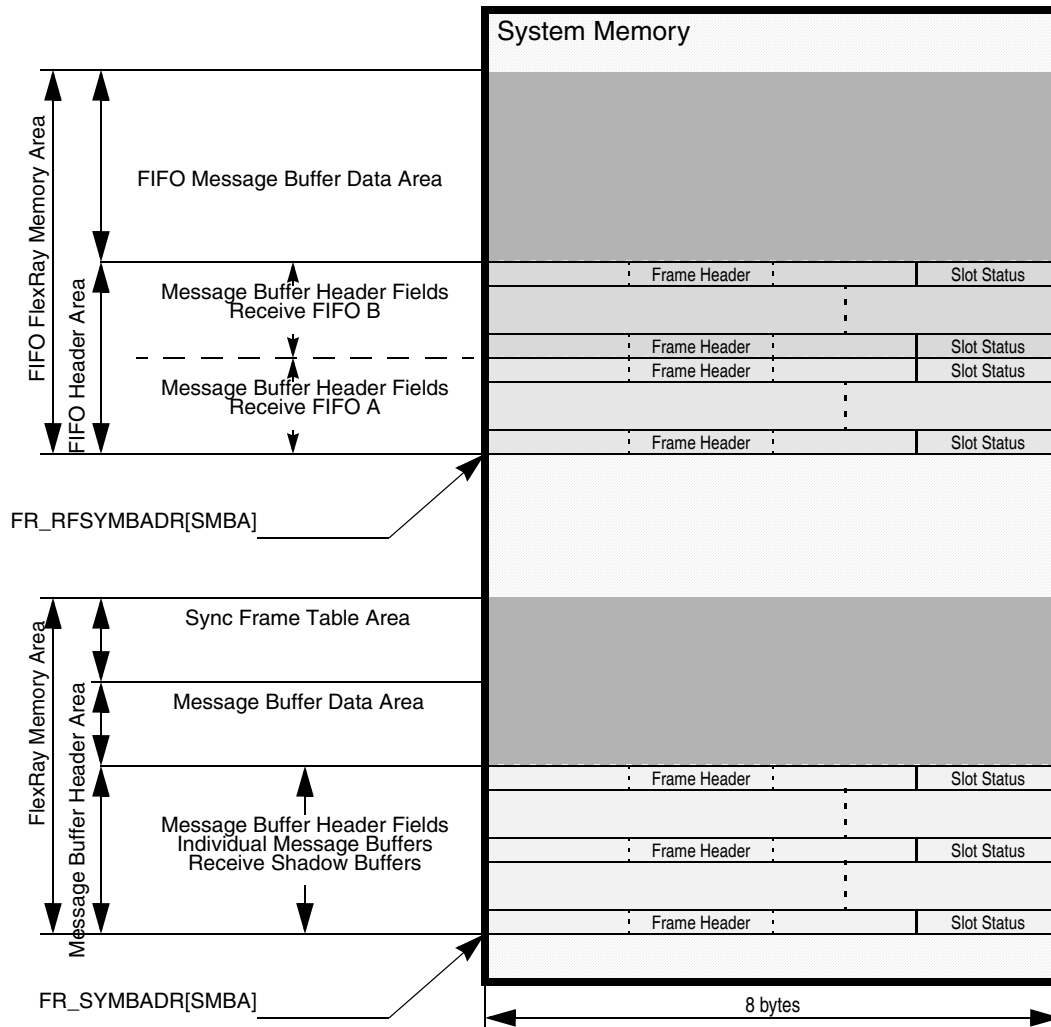 System Memory
FIFO FlexRay Memory Area
FIFO Message Buffer Data Area
FIFO Header Area
Frame Header Slot Status
Message Buffer Header Fields
Receive FIFO B
Frame Header Slot Status
Frame Header Slot Status
Message Buffer Header Fields
Receive FIFO A
Frame Header Slot Status
FR_RFSYMBADR[SMBA]
FlexRay Memory Area
Sync Frame Table Area
Message Buffer Header Area
Message Buffer Data Area
Frame Header Slot Status
Message Buffer Header Fields
Individual Message Buffers
Receive Shadow Buffers
Frame Header Slot Status
Frame Header Slot Status
FR_SYMBADR[SMBA]
8 bytes